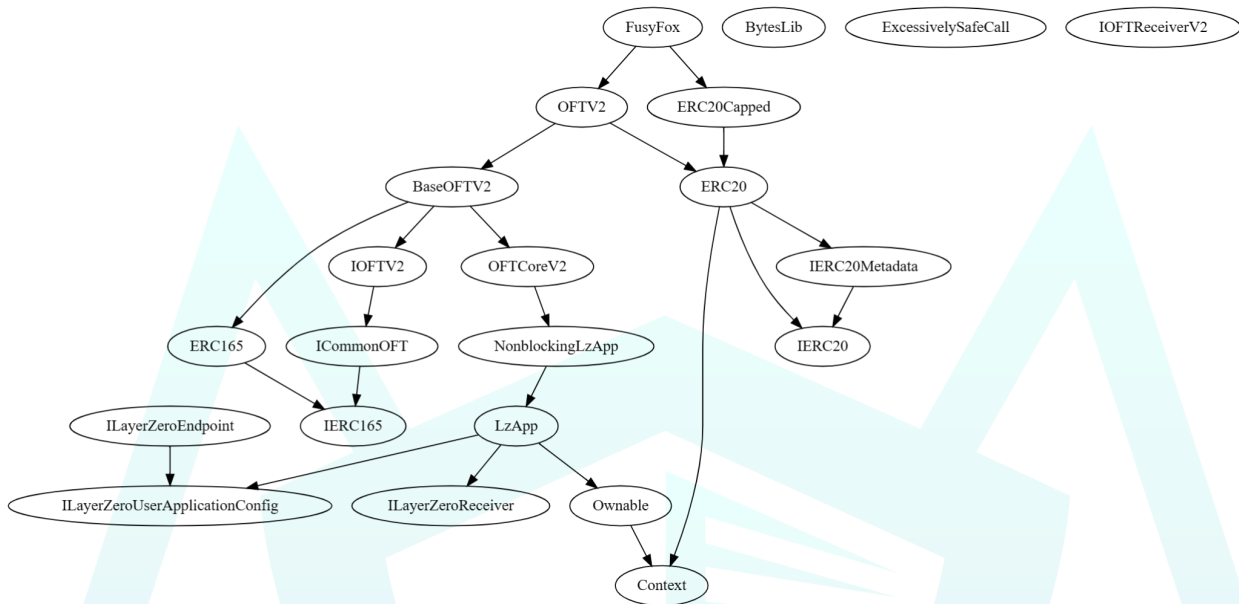 FusyFox
BytesLib
ExcessivelySafeCall
IOFTReceiverV2
OFTV2
ERC20Capped
BaseOFTV2
ERC20
IOFTV2
OFTCoreV2
IERC20Metadata
ERC165
ICommonOFT
NonblockingLzApp
IERC20
ILayerZeroEndpoint
IERC165
LzApp
ILayerZeroUserApplicationConfig
ILayerZeroReceiver
Ownable
Context